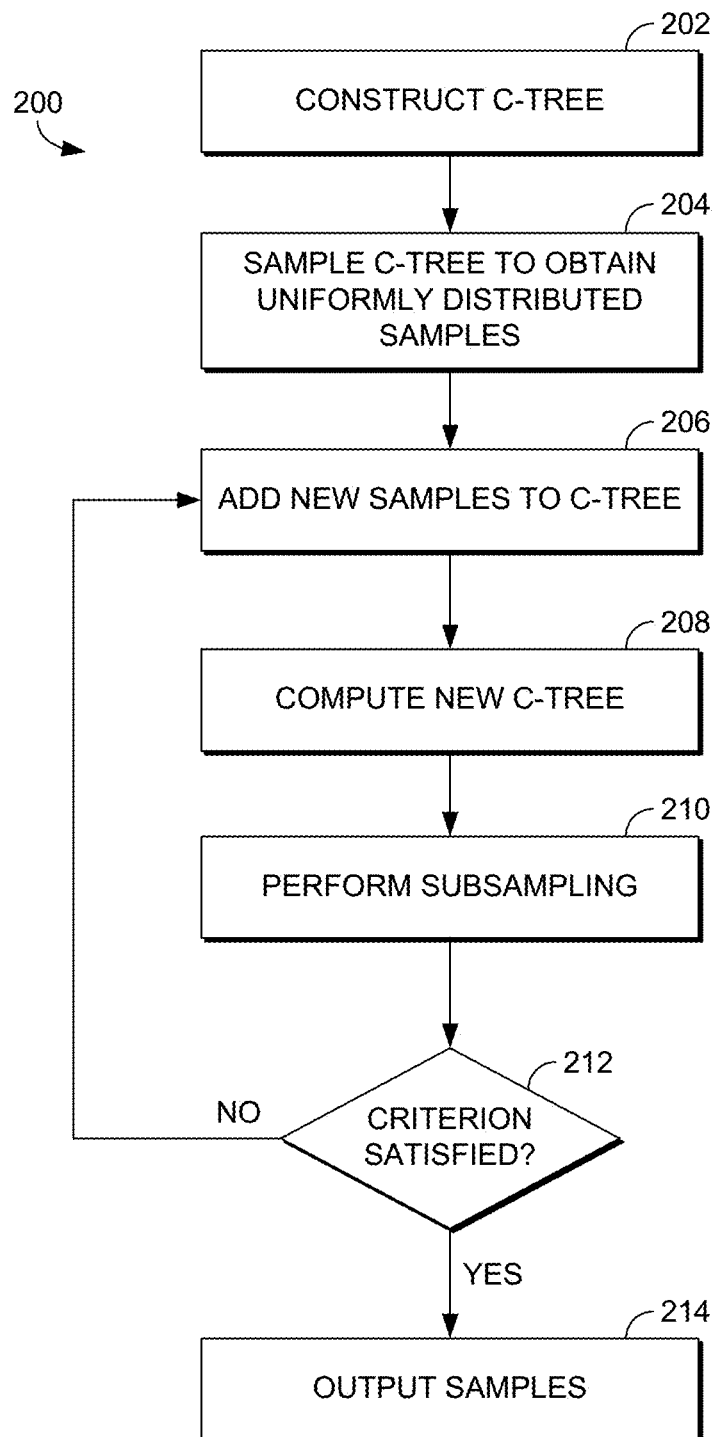 202
200
CONSTRUCT C-TREE
204
SAMPLE C-TREE TO OBTAIN
UNIFORMLY DISTRIBUTED
SAMPLES
206
ADD NEW SAMPLES TO C-TREE
208
COMPUTE NEW C-TREE
210
PERFORM SUBSAMPLING
212
NO
CRITERION
SATISFIED?
YES
214
OUTPUT SAMPLES